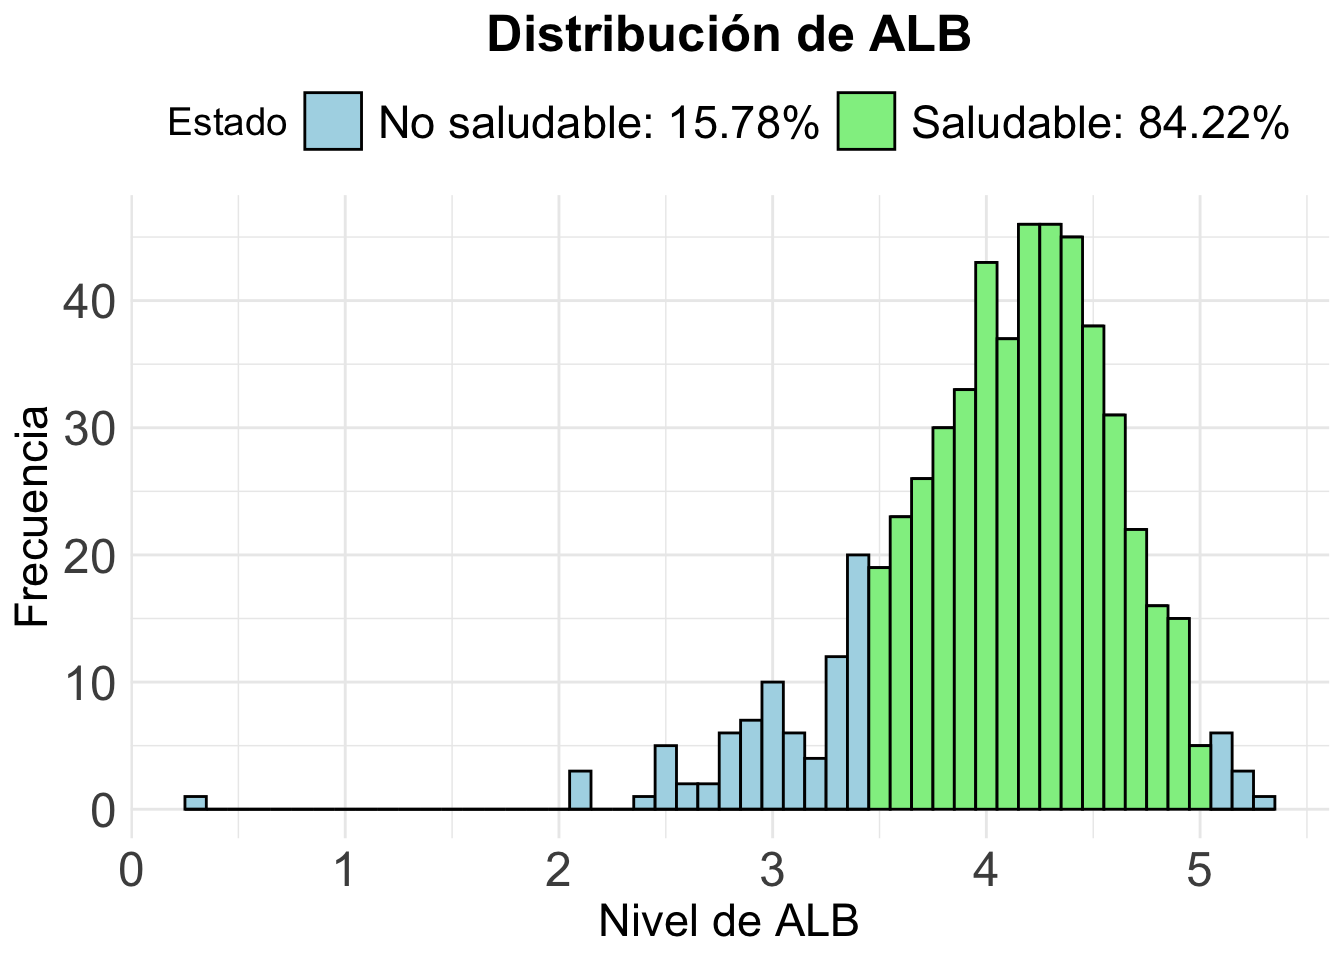 Distribución de ALB
Estado No saludable: 15.78% Saludable: 84.22%
Frecuencia
40
30
20
10
0
0 1 2 3 4 5
Nivel de ALB